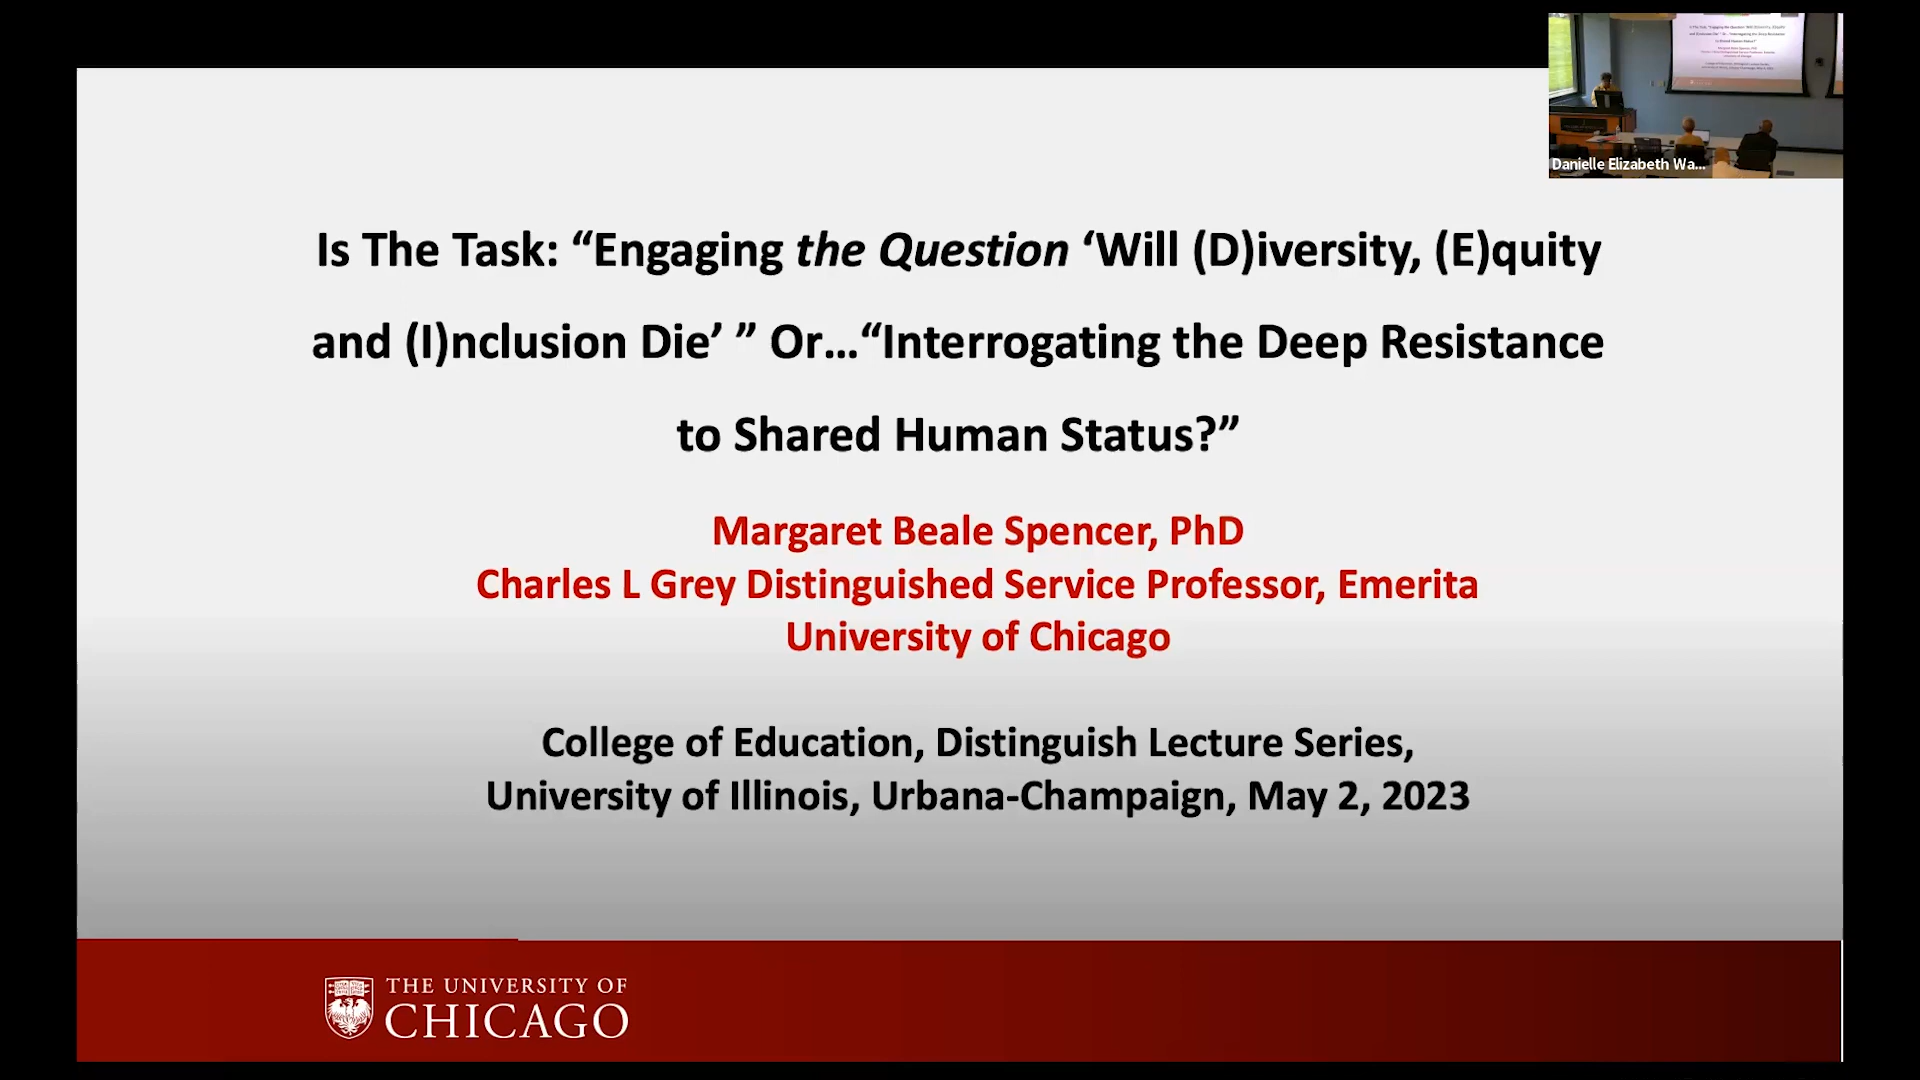 Danielle Elizabeth Wa...
Is The Task: “Engaging the Question ‘Will (D)iversity, (E)quity
and (I)nclusion Die’ ” Or...“Interrogating the Deep Resistance
to Shared Human Status?”
Margaret Beale Spencer, PhD
Charles L Grey Distinguished Service Professor, Emerita
University of Chicago
College of Education, Distinguish Lecture Series,
University of Illinois, Urbana-Champaign, May 2, 2023
THE UNIVERSITY OF
CHICAGO